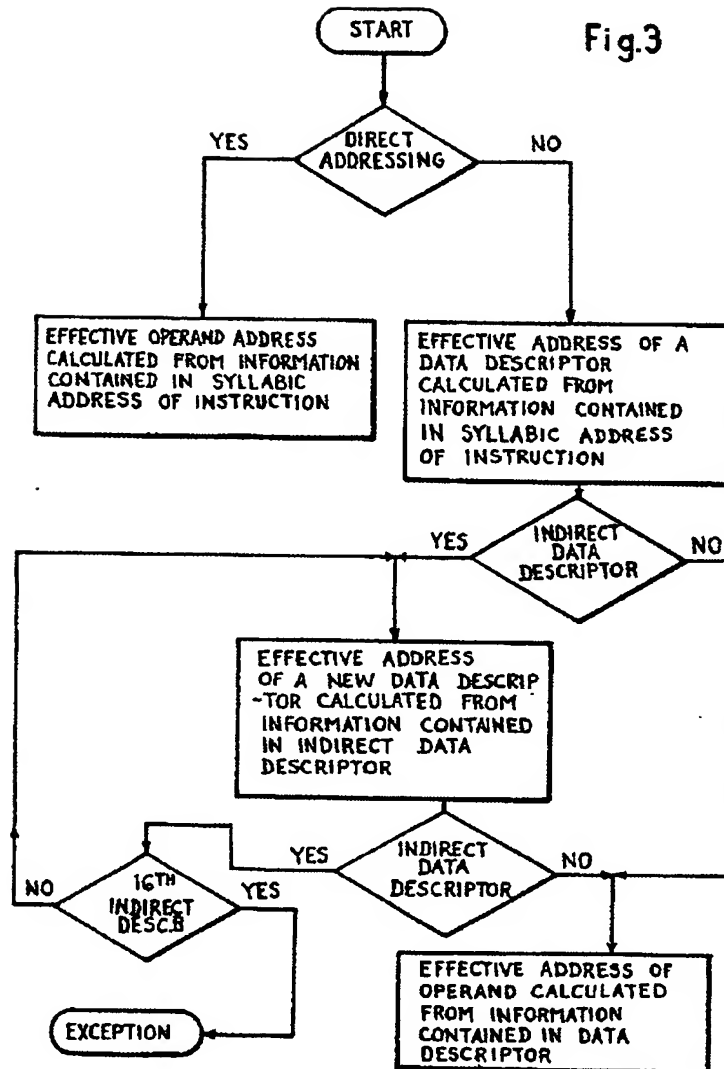 START
Fig.3
DIRECT
ADDRESSING
YES
NO
EFFECTIVE OPERAND ADDRESS
CALCULATED FROM INFORMATION
CONTAINED IN SYLLABIC
ADDRESS OF INSTRUCTION
EFFECTIVE ADDRESS OF A
DATA DESCRIPTOR
CALCULATED FROM
INFORMATION CONTAINED
IN SYLLABIC ADDRESS
OF INSTRUCTION
YES
INDIRECT
DATA
DESCRIPTOR
NO
EFFECTIVE ADDRESS
OF A NEW DATA DESCRIP
-TOR CALCULATED FROM
INFORMATION CONTAINED
IN INDIRECT DATA
DESCRIPTOR
YES
INDIRECT
DATA
DESCRIPTOR
NO
NO
16TH
INDIRECT
DESC.B
YES
EXCEPTION
EFFECTIVE ADDRESS OF
OPERAND CALCULATED
FROM INFORMATION
CONTAINED IN DATA
DESCRIPTOR